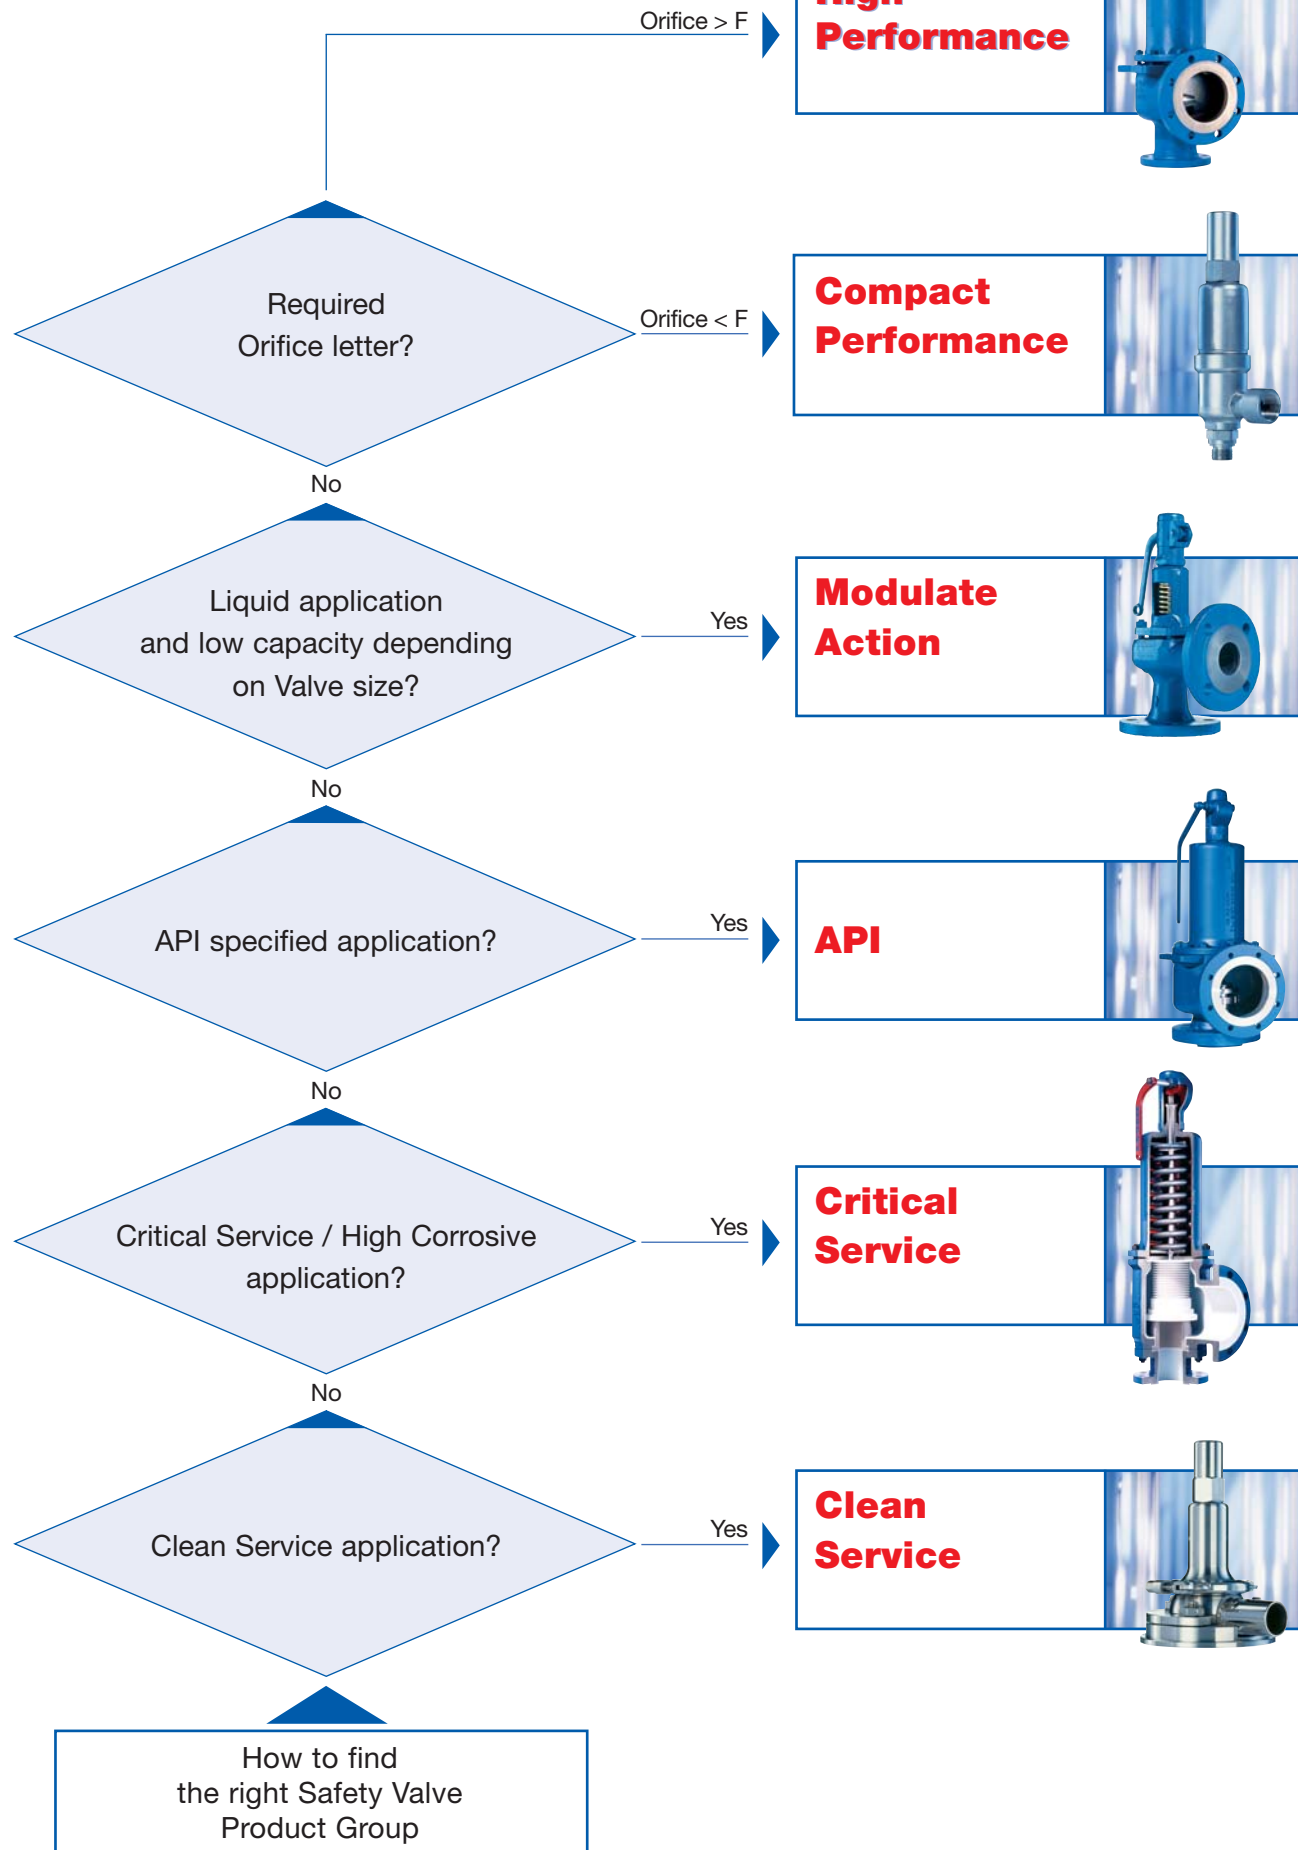 Orifice > F
High
Performance
Required
Orifice letter?
Orifice < F
Compact
Performance
No
Liquid application
and low capacity depending
on Valve size?
Yes
Modulate
Action
No
API specified application?
Yes
API
No
Critical Service / High Corrosive
application?
Yes
Critical
Service
No
Clean Service application?
Yes
Clean
Service
How to find
the right Safety Valve
Product Group